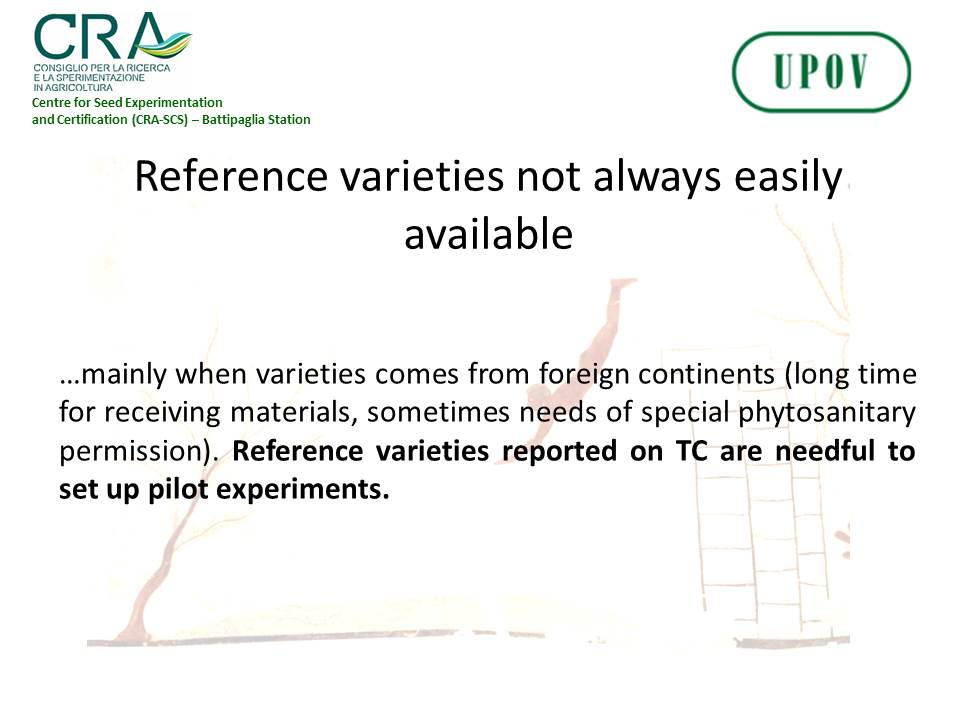 CRA
CONSIGLIO PER LA RICERCA
E LA SPERIMENTAZIONE
IN AGRICOLTURA
Centre for Seed Experimentation
and Certification (CRA-SCS) – Battipaglia Station
UPOV
Reference varieties not always easily
available
…mainly when varieties comes from foreign continents (long time
for receiving materials, sometimes needs of special phytosanitary
permission). Reference varieties reported on TC are needful to
set up pilot experiments.